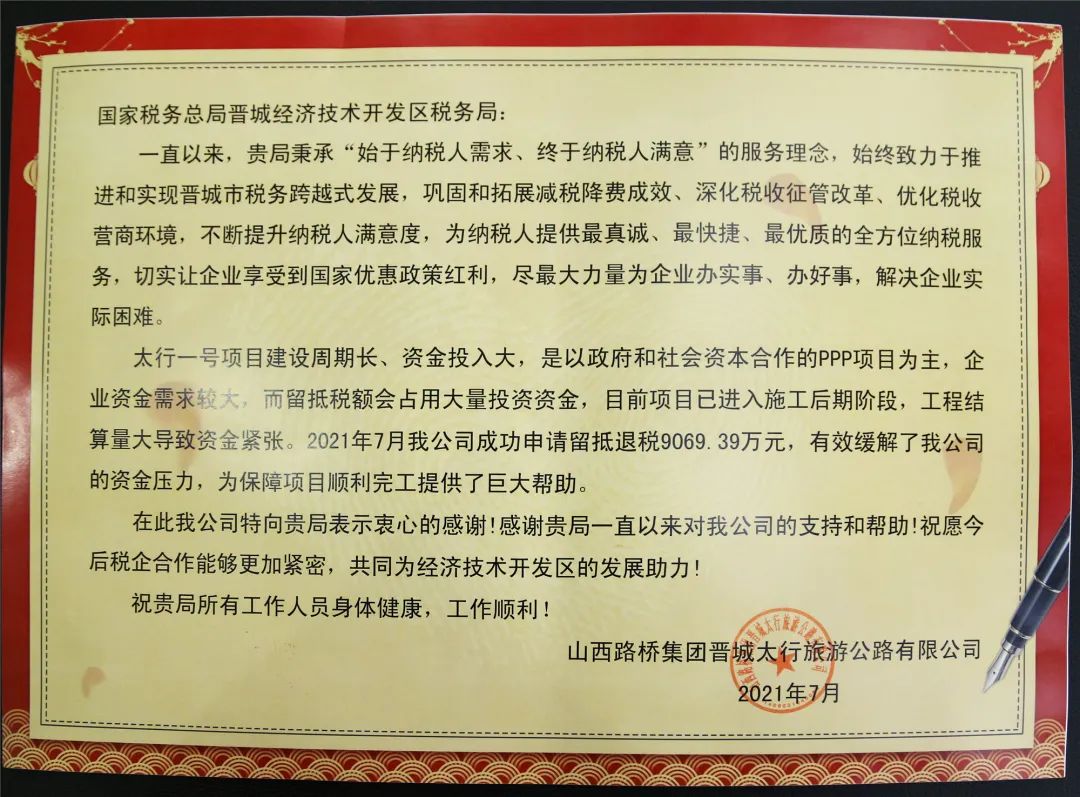 国家税务总局晋城经济技术开发区税务局：
一直以来，贵局秉承“始于纳税人需求、终于纳税人满意”的服务理念，始终致力于推
进和实现晋城市税务跨越式发展，巩固和拓展减税降费成效、深化税收征管改革、优化税收
营商环境，不断提升纳税人满意度，为纳税人提供最真诚、最快捷、最优质的全方位纳税服
务，切实让企业享受到国家优惠政策红利，尽最大力量为企业办实事、办好事，解决企业实
际困难。
太行一号项目建设周期长、资金投入大，是以政府和社会资本合作的PPP项目为主，企
业资金需求较大，而留抵税额会占用大量投资资金，目前项目已进入施工后期阶段，工程结
算量大导致资金紧张。2021年7月我公司成功申请留抵退税9069.39万元，有效缓解了我公司
的资金压力，为保障项目顺利完工提供了巨大帮助。
在此我公司特向贵局表示衷心的感谢！感谢贵局一直以来对我公司的支持和帮助！祝愿今
后税企合作能够更加紧密，共同为经济技术开发区的发展助力！
祝贵局所有工作人员身体健康，工作顺利！
山西路桥集团晋城太行旅游公路有限公司
2021年7月